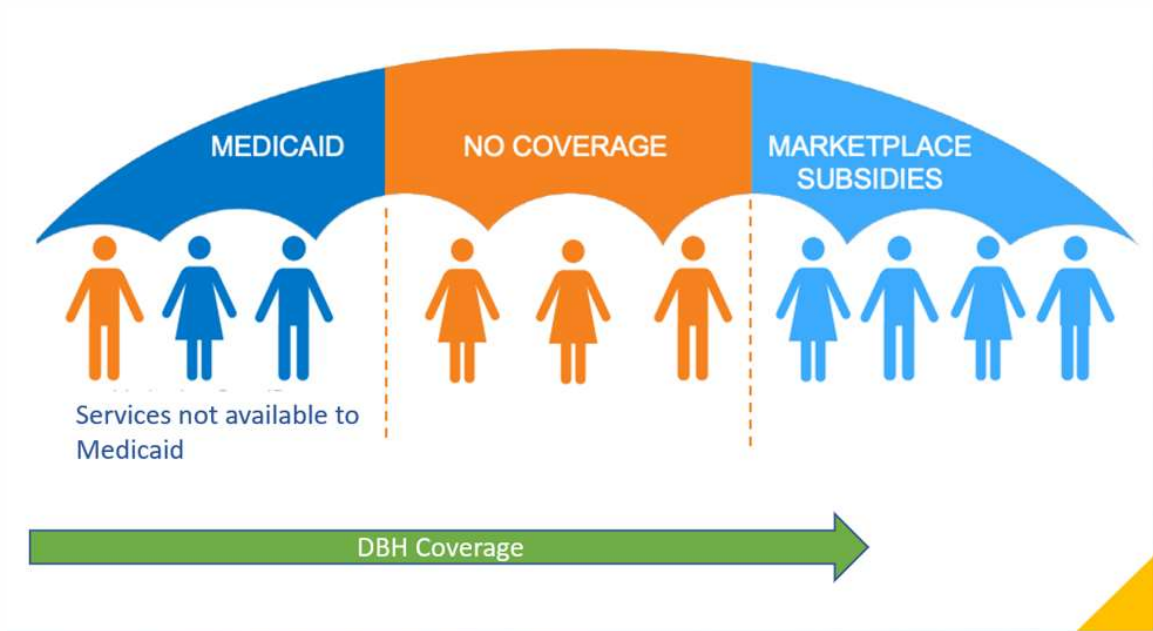 MEDICAID
NO COVERAGE
MARKETPLACE
SUBSIDIES
Services not available to
Medicaid
DBH Coverage